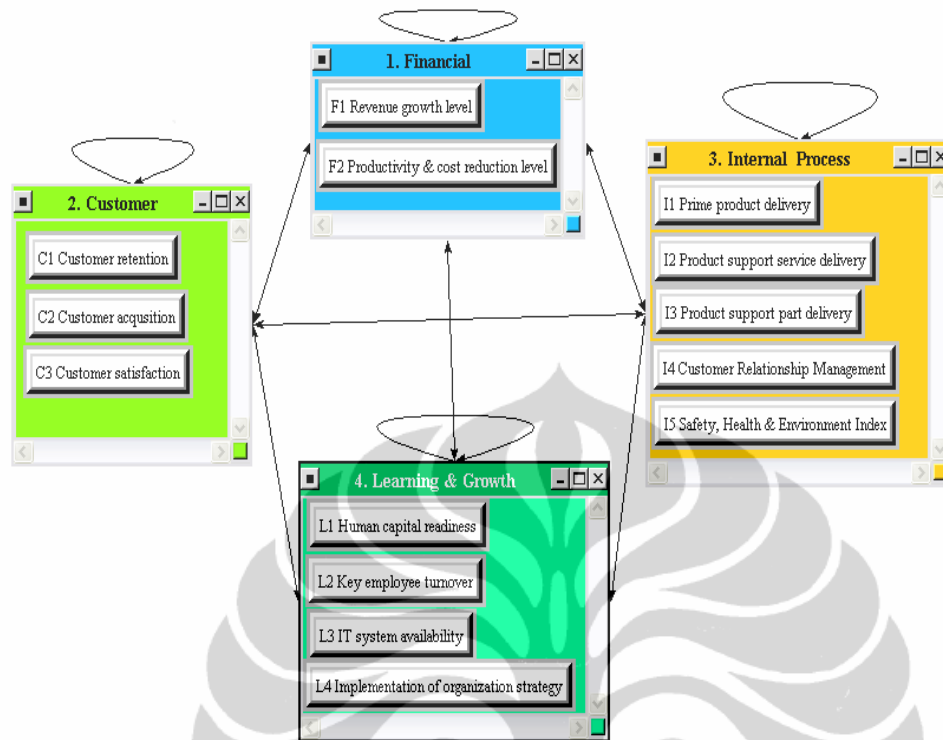 1. Financial
F1 Revenue growth level
F2 Productivity & cost reduction level
2. Customer
C1 Customer retention
C2 Customer acqusition
C3 Customer satisfaction
3. Internal Process
I1 Prime product delivery
I2 Product support service delivery
I3 Product support part delivery
I4 Customer Relationship Management
I5 Safety, Health & Environment Index
4. Learning & Growth
L1 Human capital readiness
L2 Key employee turnover
L3 IT system availability
L4 Implementation of organization strategy